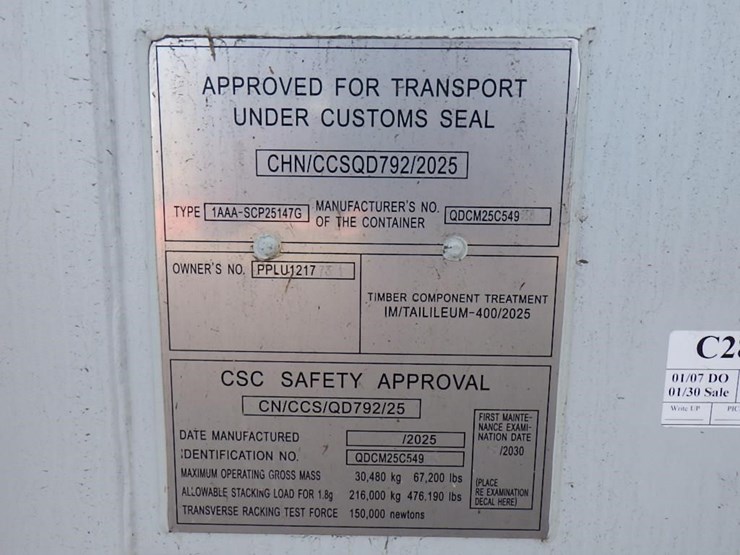 APPROVED FOR TRANSPORT
UNDER CUSTOMS SEAL
CHN/CCSQD792/2025
TYPE 1AAA-SCP25147G MANUFACTURER'S NO. OF THE CONTAINER QDCM25C549
OWNER'S NO. PPLU1217
TIMBER COMPONENT TREATMENT
IM/TAILILEUM-400/2025
CSC SAFETY APPROVAL
CN/CCS/QD792/25
DATE MANUFACTURED /2025
IDENTIFICATION NO. QDCM25C549
MAXIMUM OPERATING GROSS MASS 30,480 kg 67,200 lbs
ALLOWABLE STACKING LOAD FOR 1.8g 216,000 kg 476,190 lbs
TRANSVERSE RACKING TEST FORCE 150,000 newtons
FIRST MAINTE-
NANCE EXAMI-
NATION DATE
/2030
(PLACE
RE EXAMINATION
DECAL HERE)
01/07 DO
01/30 Sale